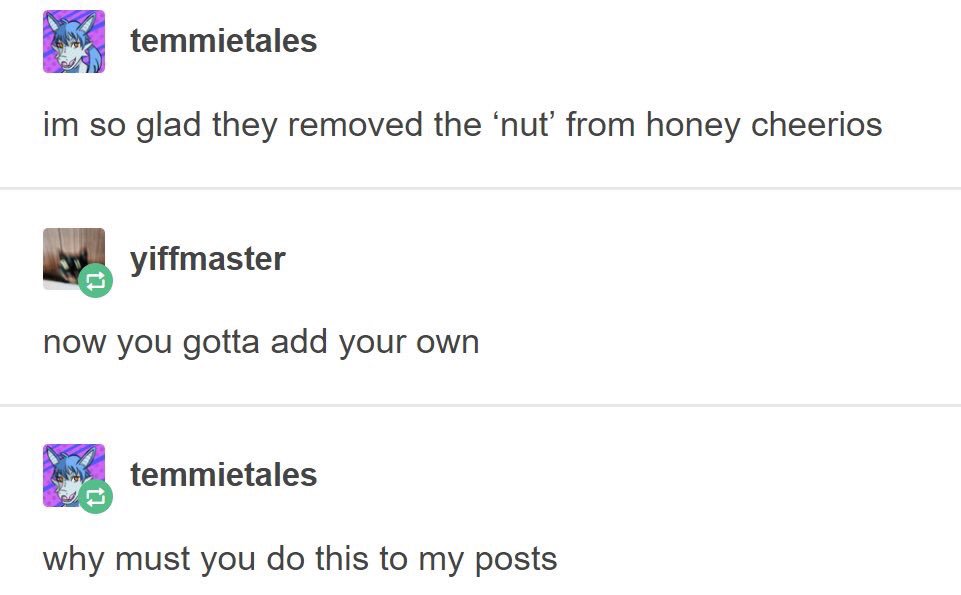 temmietales
im so glad they removed the ‘nut’ from honey cheerios
yiffmaster
now you gotta add your own
temmietales
why must you do this to my posts